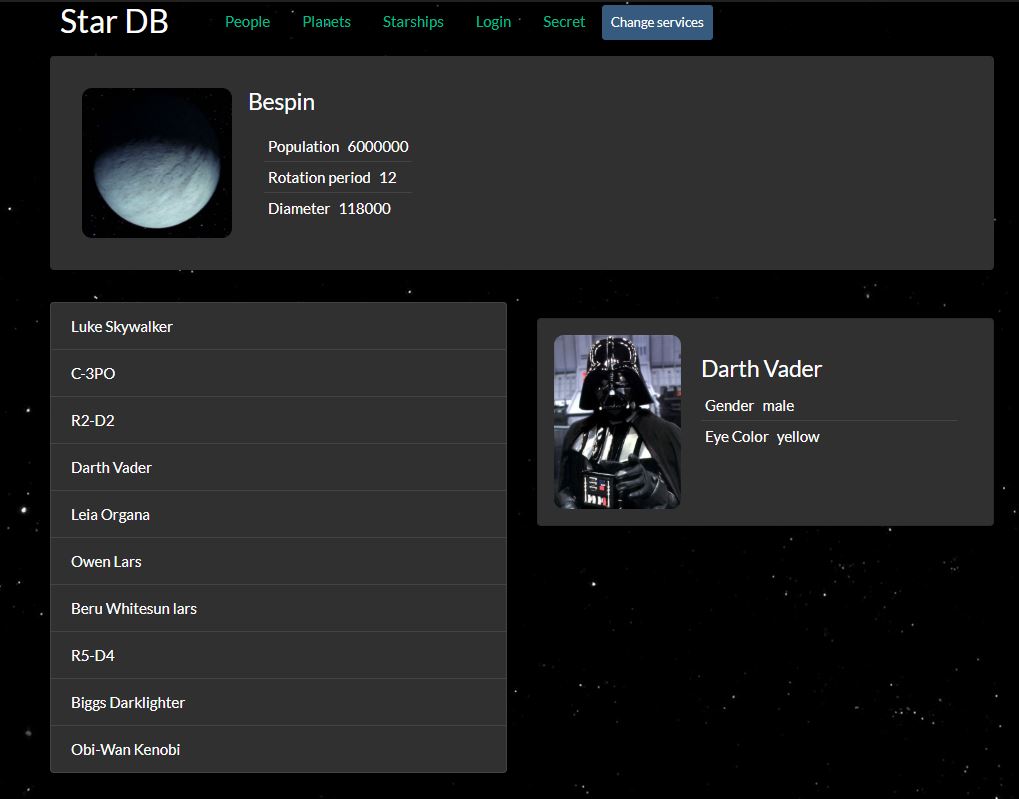 Star DB People Planets Starships Login Secret Change services
Bespin
Population 6000000
Rotation period 12
Diameter 118000
Luke Skywalker
C-3PO
R2-D2
Darth Vader
Leia Organa
Owen Lars
Beru Whitesun lars
R5-D4
Biggs Darklighter
Obi-Wan Kenobi
Darth Vader
Gender male
Eye Color yellow